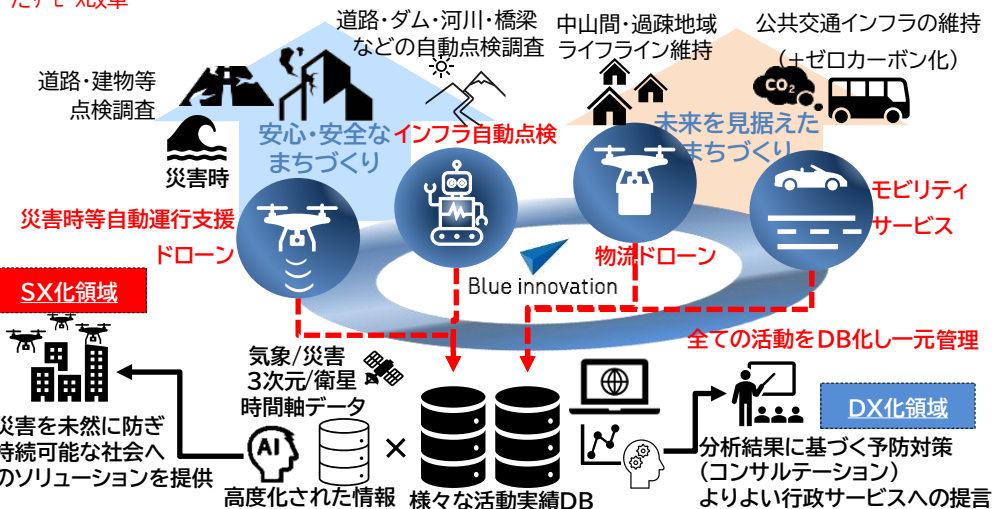 道路・ダム・河川・橋梁
などの自動点検調査
中山間・過疎地域
ライフライン維持
公共交通インフラの維持
(+ゼロカーボン化)
道路・建物等
点検調査
CO2
災害時
安心・安全な
まちづくり
インフラ自動点検
未来を見据えた
まちづくり
災害時等自動運行支援
ドローン
物流ドローン
モビリティ
サービス
Blue innovation
SX化領域
全ての活動をDB化し一元管理
気象/災害
3次元/衛星
時間軸データ
DX化領域
災害を未然に防ぎ
持続可能な社会へ
のソリューションを提供
AI
×
高度化された情報
様々な活動実績DB
分析結果に基づく予防対策
(コンサルテーション)
よりよい行政サービスへの提言